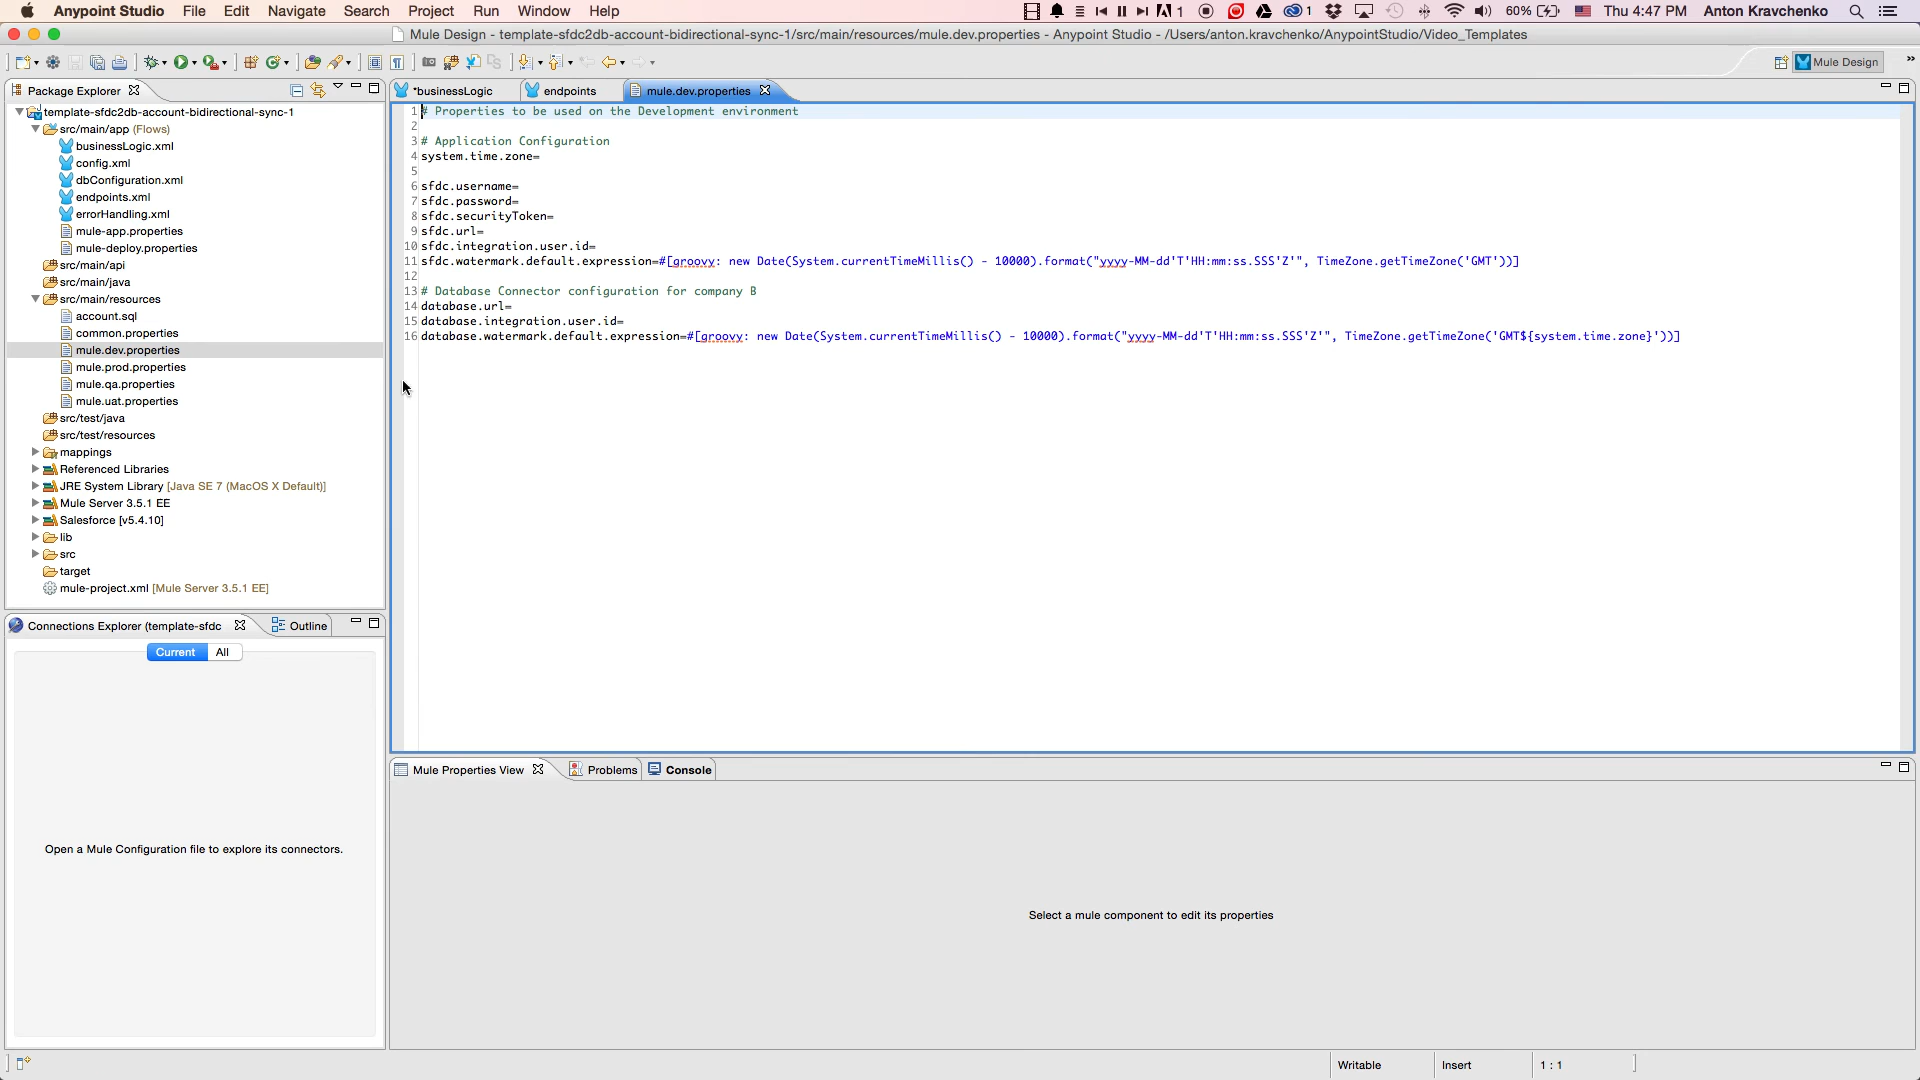 Anypoint Studio File Edit Navigate Search Project Run Window Help
1 1 60% Thu 4:47 PM Anton Kravchenko
Mule Design - template-sfdc2db-account-bidirectional-sync-1/src/main/resources/mule.dev.properties - Anypoint Studio - /Users/anton.kravchenko/AnypointStudio/Video_Templates
Mule Design
Package Explorer
template-sfdc2db-account-bidirectional-sync-1
src/main/app (Flows)
businessLogic.xml
config.xml
dbConfiguration.xml
endpoints.xml
errorHandling.xml
mule-app.properties
mule-deploy.properties
src/main/api
src/main/java
src/main/resources
account.sql
common.properties
mule.dev.properties
mule.prod.properties
mule.qa.properties
mule.uat.properties
src/test/java
src/test/resources
mappings
Referenced Libraries
JRE System Library [Java SE 7 (MacOS X Default)]
Mule Server 3.5.1 EE
Salesforce [v5.4.10]
lib
src
target
mule-project.xml [Mule Server 3.5.1 EE]
*businessLogic endpoints mule.dev.properties
1 # Properties to be used on the Development environment
2
3 # Application Configuration
4 system.time.zone=
5
6 sfdc.username=
7 sfdc.password=
8 sfdc.securityToken=
9 sfdc.url=
10 sfdc.integration.user.id=
11 sfdc.watermark.default.expression=#[groovy: new Date(System.currentTimeMillis() - 10000).format("yyyy-MM-dd'T'HH:mm:ss.SSS'Z'", TimeZone.getTimeZone('GMT'))]
12
13 # Database Connector configuration for company B
14 database.url=
15 database.integration.user.id=
16 database.watermark.default.expression=#[groovy: new Date(System.currentTimeMillis() - 10000).format("yyyy-MM-dd'T'HH:mm:ss.SSS'Z'", TimeZone.getTimeZone('GMT${system.time.zone}'))]
Connections Explorer (template-sfdc Outline
Current All
Open a Mule Configuration file to explore its connectors.
Mule Properties View Problems Console
Select a mule component to edit its properties
Writable Insert 1 : 1